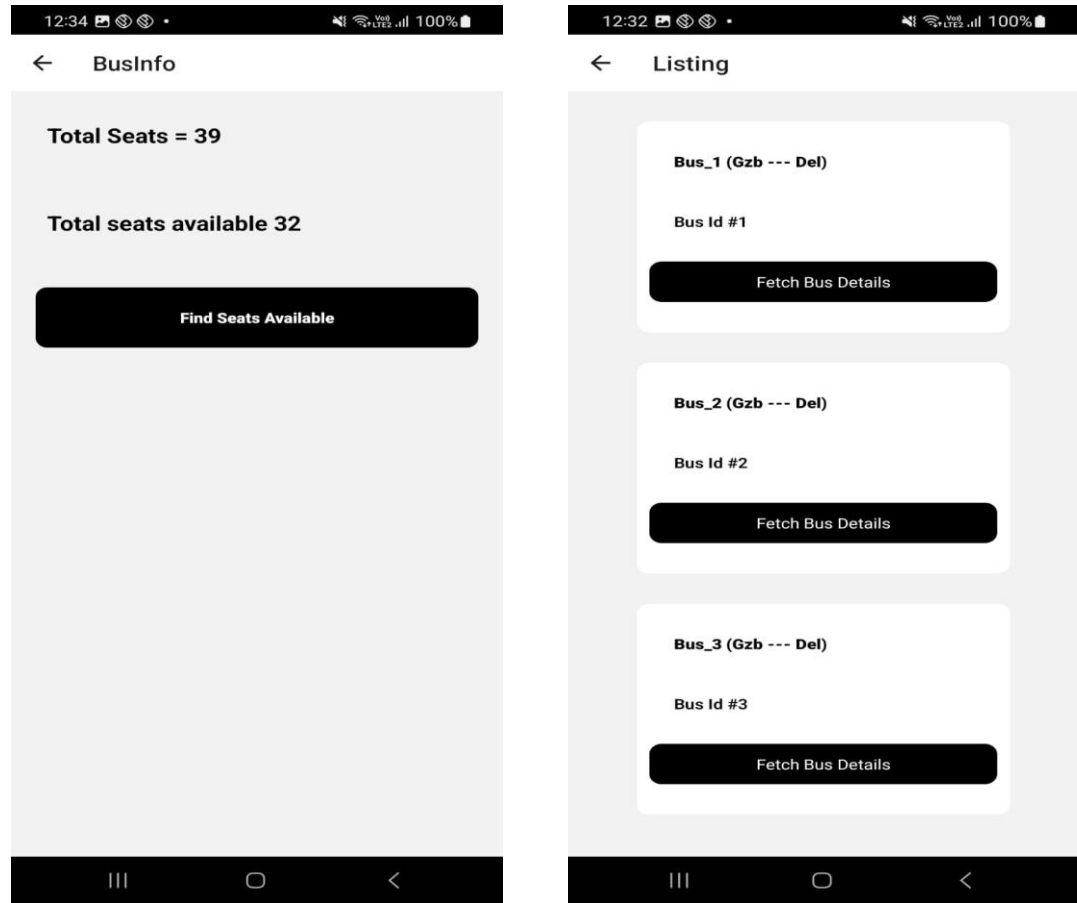 12:34
LTE2 100%
BusInfo
Total Seats = 39
Total seats available 32
Find Seats Available
12:32
LTE2 100%
Listing
Bus_1 (Gzb --- Del)
Bus Id #1
Fetch Bus Details
Bus_2 (Gzb --- Del)
Bus Id #2
Fetch Bus Details
Bus_3 (Gzb --- Del)
Bus Id #3
Fetch Bus Details